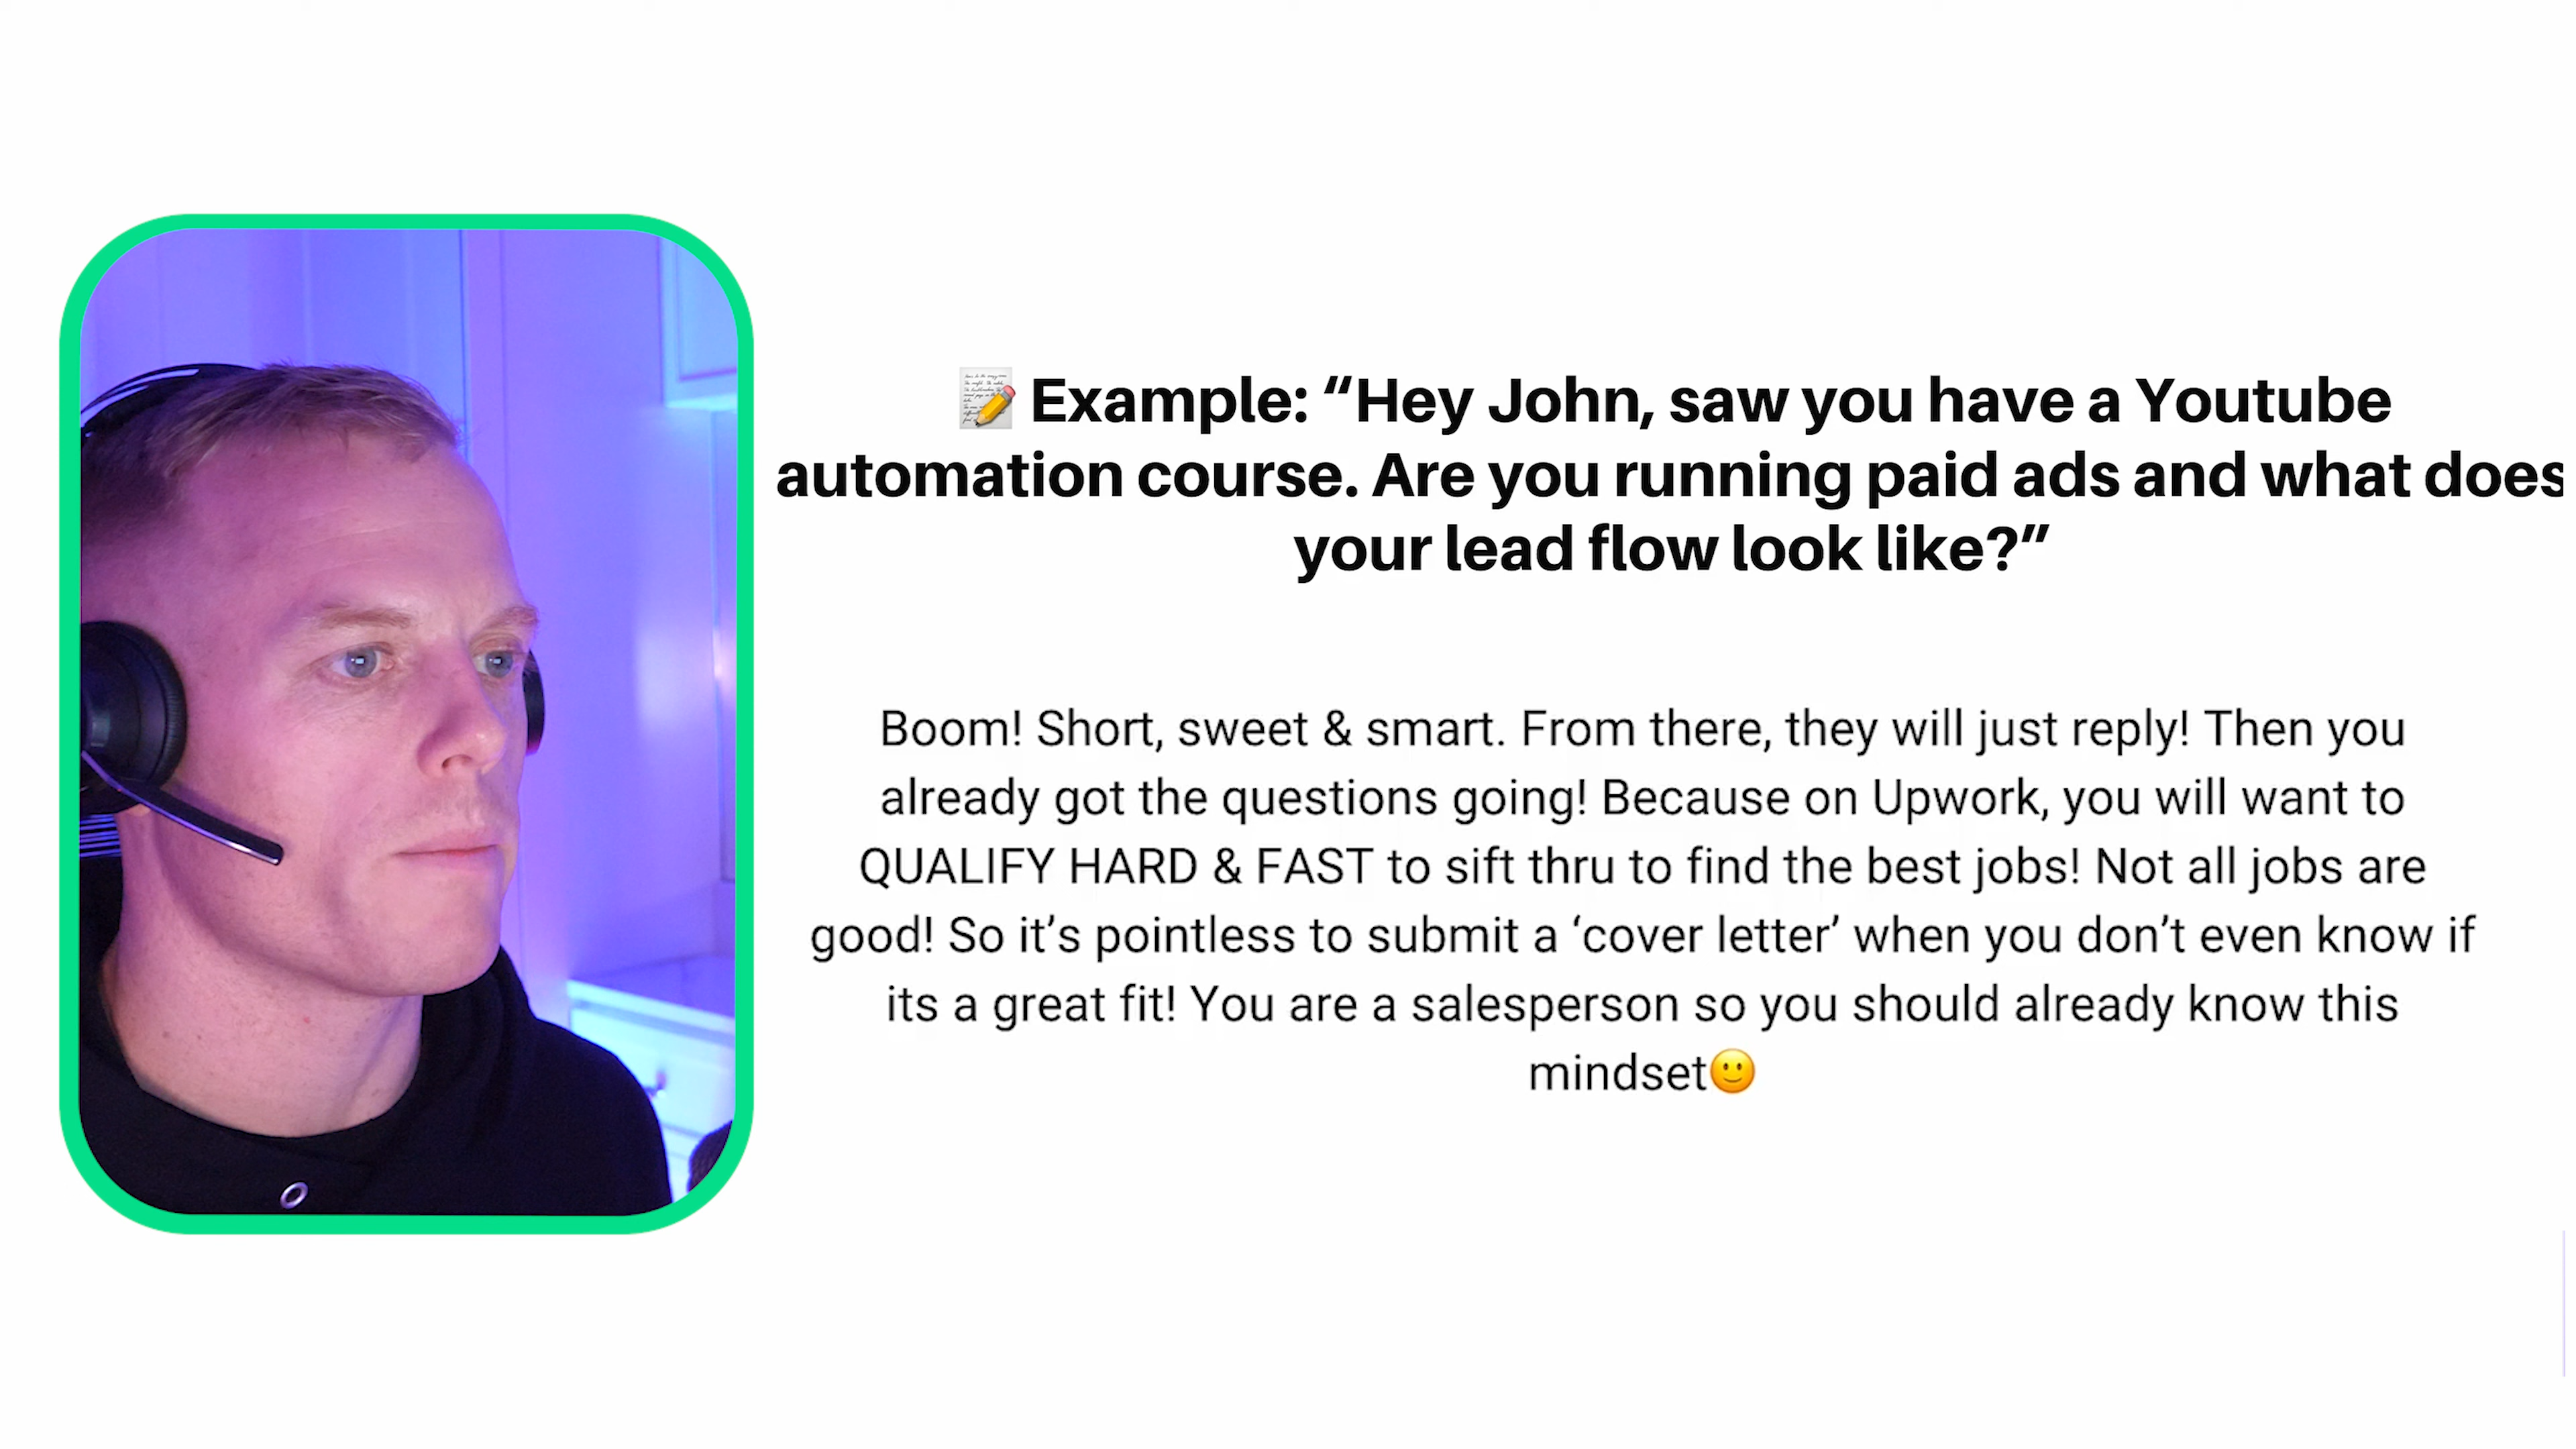 📝 Example: “Hey John, saw you have a Youtube
automation course. Are you running paid ads and what does
your lead flow look like?”
Boom! Short, sweet & smart. From there, they will just reply! Then you
already got the questions going! Because on Upwork, you will want to
QUALIFY HARD & FAST to sift thru to find the best jobs! Not all jobs are
good! So it’s pointless to submit a ‘cover letter’ when you don’t even know if
its a great fit! You are a salesperson so you should already know this
mindset🙂